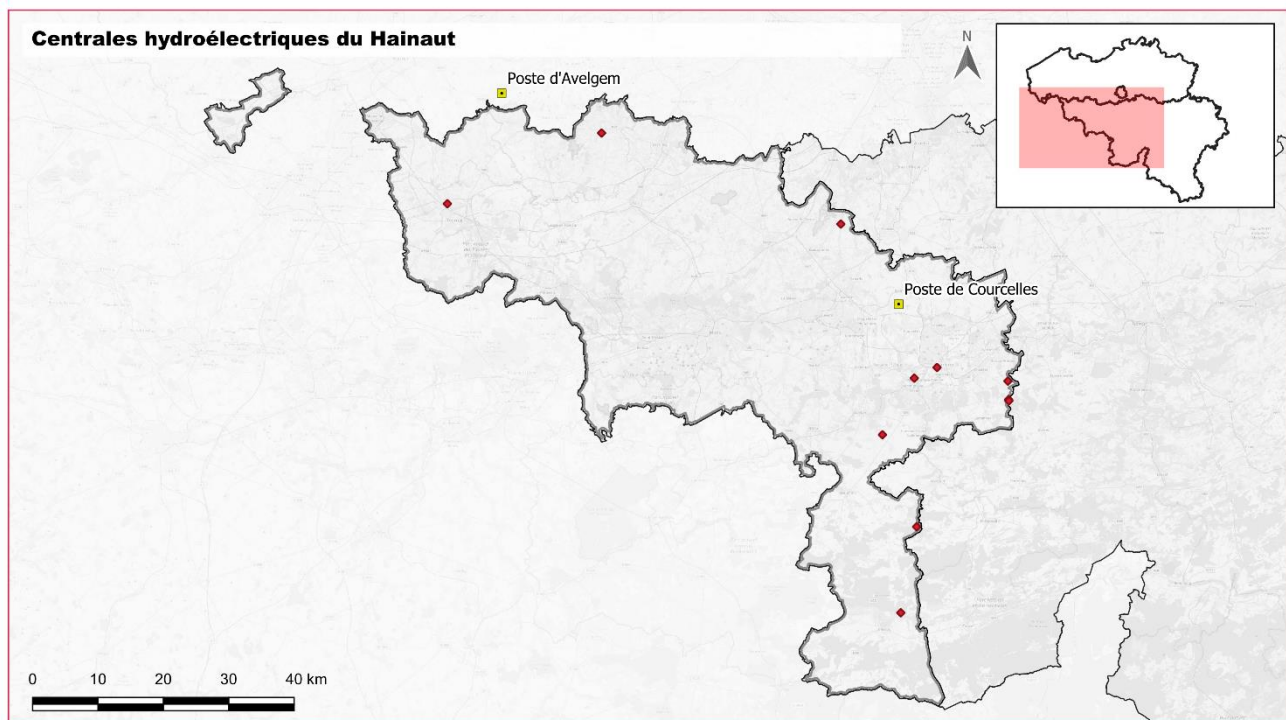 Centrales hydroélectriques du Hainaut
N
Poste d'Avelgem
Poste de Courcelles
0 10 20 30 40 km